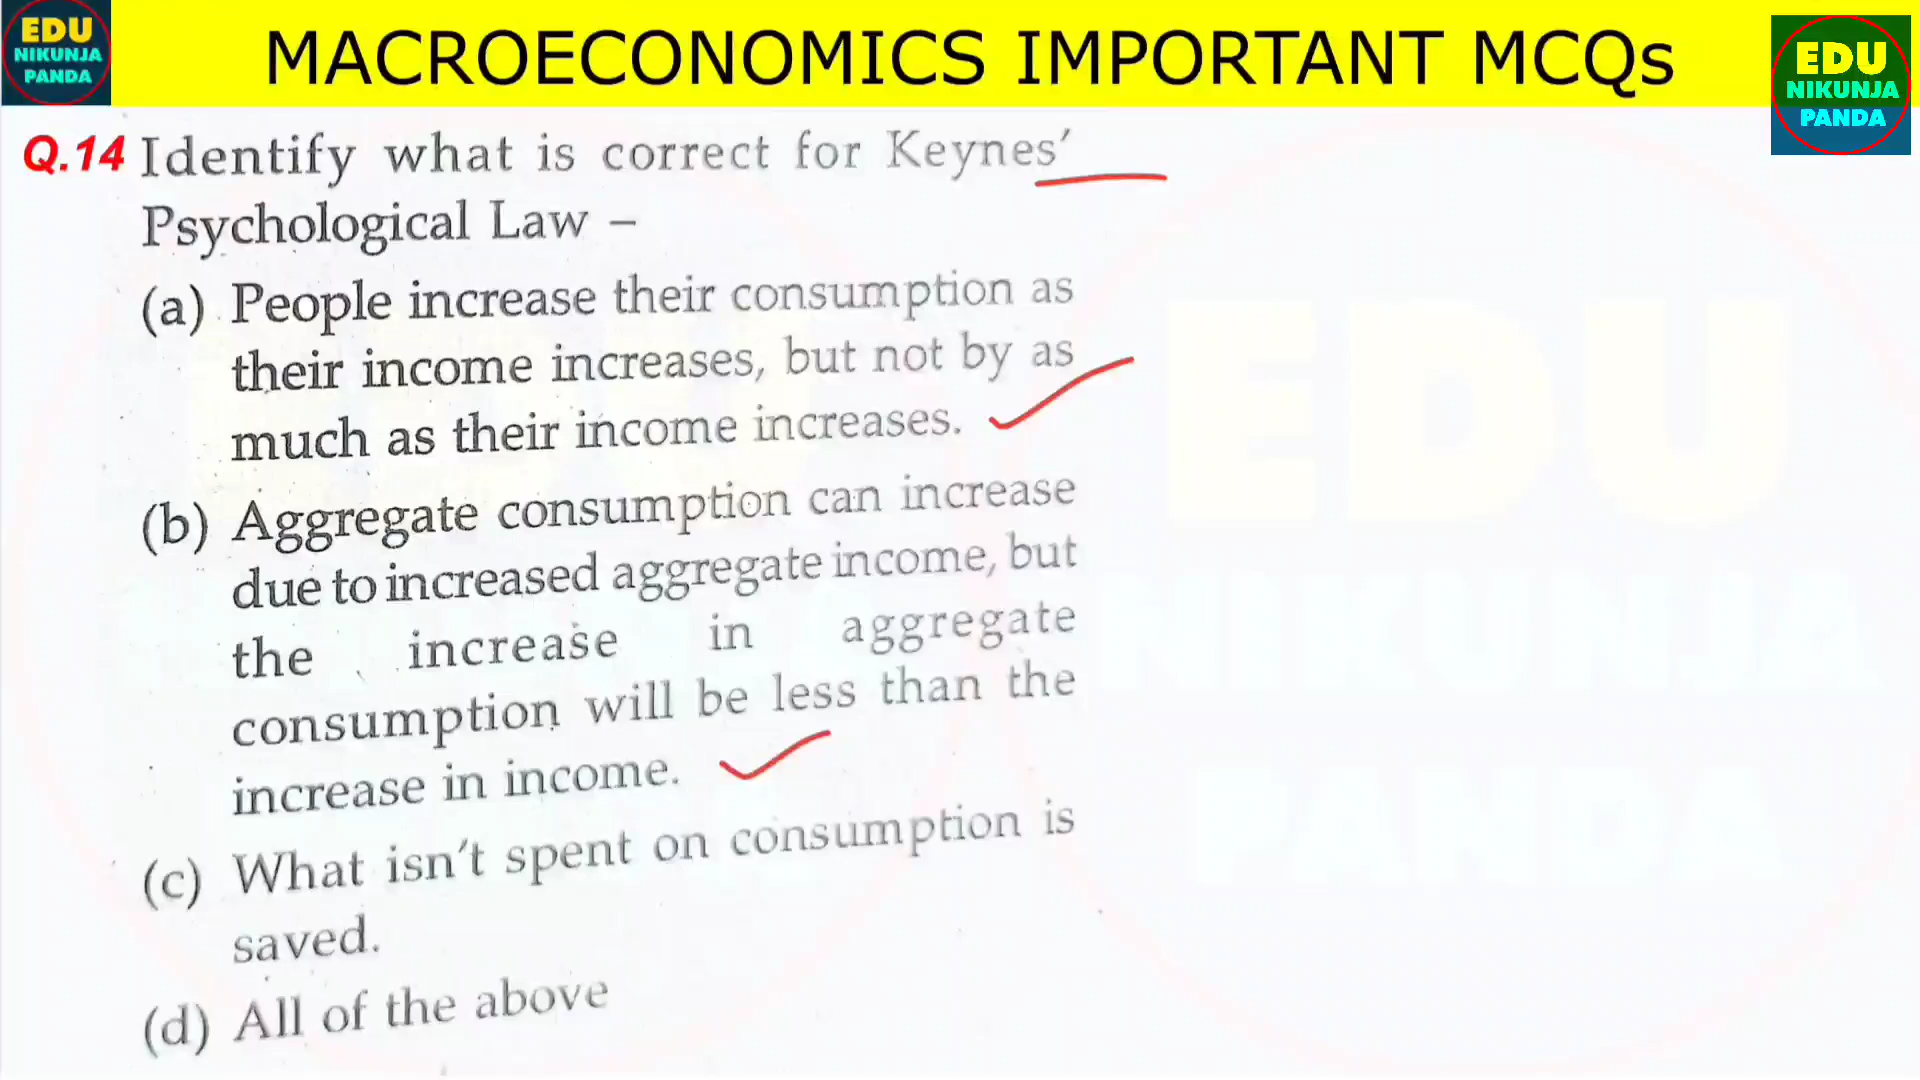 EDU
NIKUNJA
PANDA
MACROECONOMICS IMPORTANT MCQs
EDU
NIKUNJA
PANDA
Q.14 Identify what is correct for Keynes’
Psychological Law –
(a) People increase their consumption as
their income increases, but not by as
much as their income increases.
(b) Aggregate consumption can increase
due to increased aggregate income, but
the increase in aggregate
consumption will be less than the
increase in income.
(c) What isn’t spent on consumption is
saved.
(d) All of the above
EDU
NIKUNJA
PANDA